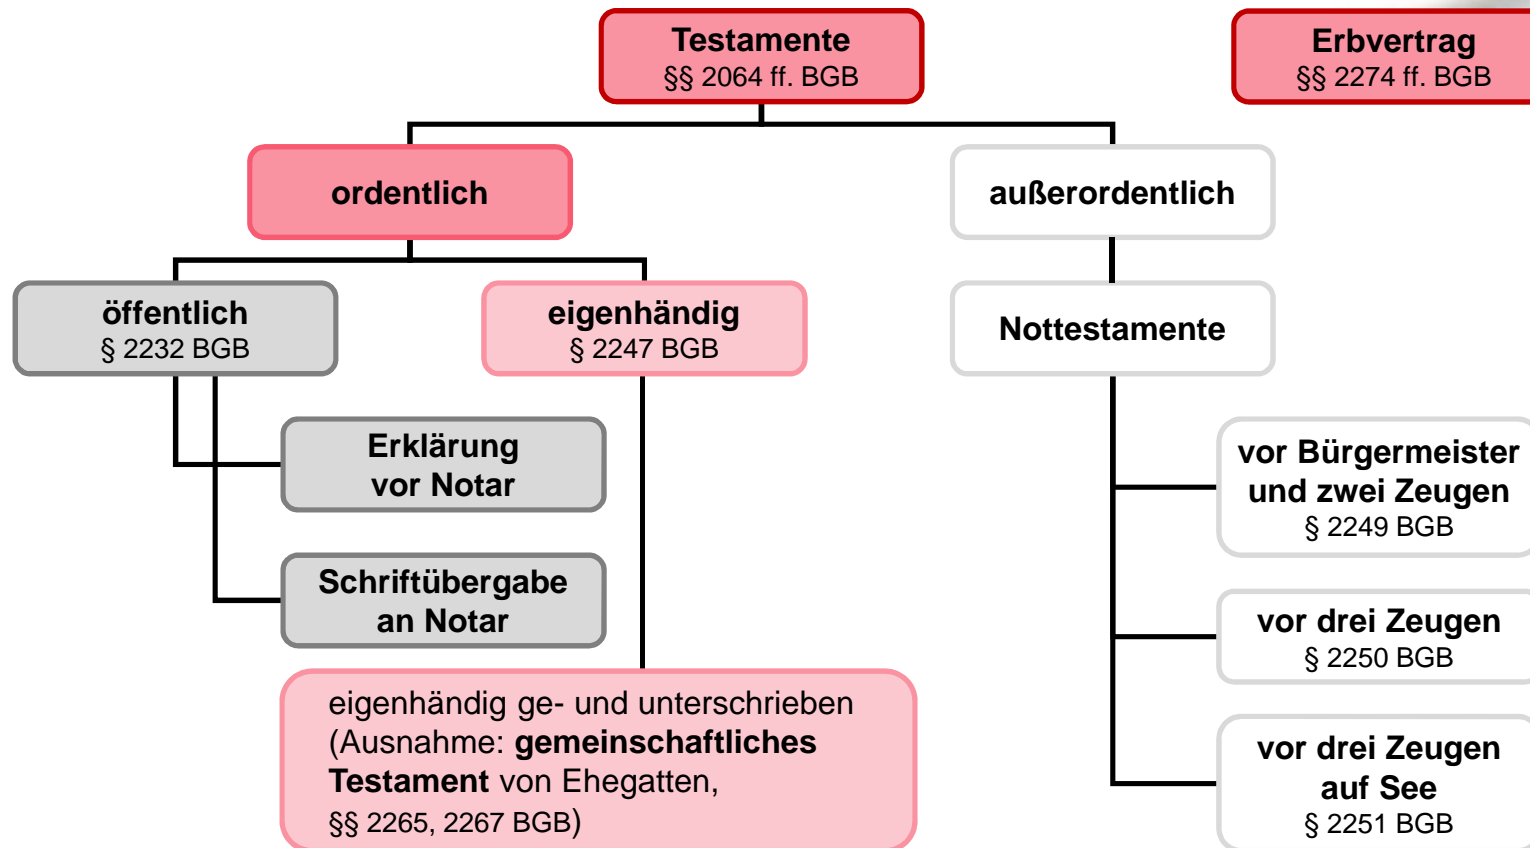 Testamente
§§ 2064 ff. BGB
Erbvertrag
§§ 2274 ff. BGB
ordentlich
außerordentlich
öffentlich
§ 2232 BGB
eigenhändig
§ 2247 BGB
Nottestamente
Erklärung
vor Notar
Schriftübergabe
an Notar
eigenhändig ge- und unterschrieben
(Ausnahme: gemeinschaftliches
Testament von Ehegatten,
§§ 2265, 2267 BGB)
vor Bürgermeister
und zwei Zeugen
§ 2249 BGB
vor drei Zeugen
§ 2250 BGB
vor drei Zeugen
auf See
§ 2251 BGB